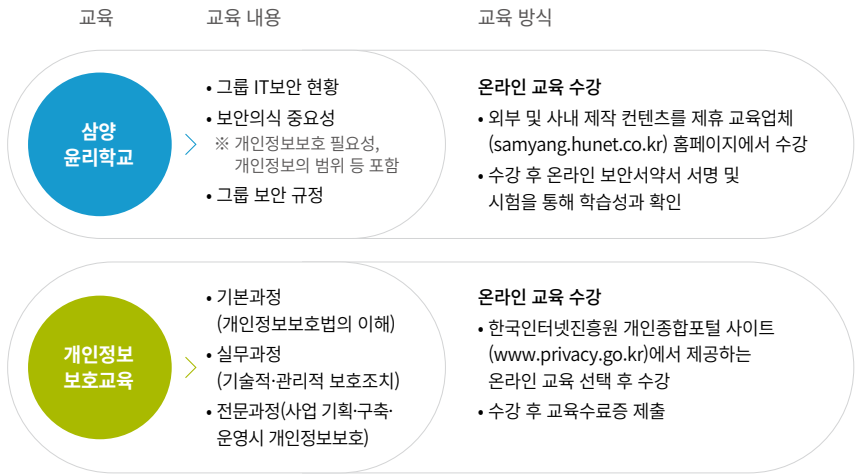 교육
교육 내용
교육 방식
삼양
윤리학교
• 그룹 IT보안 현황
• 보안의식 중요성
※ 개인정보보호 필요성,
개인정보의 범위 등 포함
• 그룹 보안 규정
온라인 교육 수강
• 외부 및 사내 제작 컨텐츠를 제휴 교육업체
(samyang.hunet.co.kr) 홈페이지에서 수강
• 수강 후 온라인 보안서약서 서명 및
시험을 통해 학습성과 확인
개인정보
보호교육
• 기본과정
(개인정보보호법의 이해)
• 실무과정
(기술적·관리적 보호조치)
• 전문과정(사업 기획·구축·
운영시 개인정보보호)
온라인 교육 수강
• 한국인터넷진흥원 개인종합포털 사이트
(www.privacy.go.kr)에서 제공하는
온라인 교육 선택 후 수강
• 수강 후 교육수료증 제출